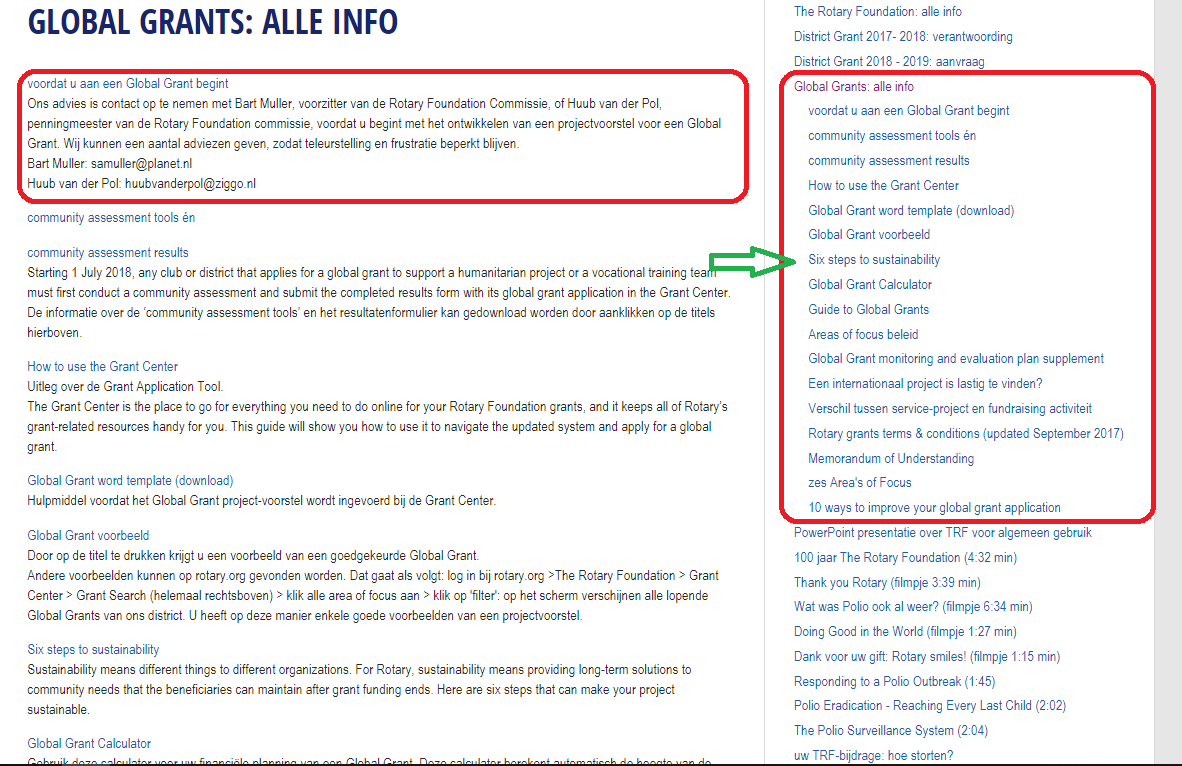 GLOBAL GRANTS: ALLE INFO
voordat u aan een Global Grant begint
Ons advies is contact op te nemen met Bart Muller, voorzitter van de Rotary Foundation Commissie, of Huub van der Pol,
penningmeester van de Rotary Foundation commissie, voordat u begint met het ontwikkelen van een projectvoorstel voor een Global
Grant. Wij kunnen een aantal adviezen geven, zodat teleurstelling en frustratie beperkt blijven.
Bart Muller: samuller@planet.nl
Huub van der Pol: huubvanderpol@ziggo.nl
community assessment tools én
community assessment results
Starting 1 July 2018, any club or district that applies for a global grant to support a humanitarian project or a vocational training team
must first conduct a community assessment and submit the completed results form with its global grant application in the Grant Center.
De informatie over de 'community assessment tools' en het resultatenformulier kan gedownload worden door aanklikken op de titels
hierboven.
How to use the Grant Center
Uitleg over de Grant Application Tool.
The Grant Center is the place to go for everything you need to do online for your Rotary Foundation grants, and it keeps all of Rotary's
grant-related resources handy for you. This guide will show you how to use it to navigate the updated system and apply for a global
grant.
Global Grant word template (download)
Hulpmiddel voordat het Global Grant project-voorstel wordt ingevoerd bij de Grant Center.
Global Grant voorbeeld
Door op de titel te drukken krijgt u een voorbeeld van een goedgekeurde Global Grant.
Andere voorbeelden kunnen op rotary.org gevonden worden. Dat gaat als volgt: log in bij rotary.org >The Rotary Foundation > Grant
Center > Grant Search (helemaal rechtsboven) > klik alle area of focus aan > klik op 'filter': op het scherm verschijnen alle lopende
Global Grants van ons district. U heeft op deze manier enkele goede voorbeelden van een projectvoorstel.
Six steps to sustainability
Sustainability means different things to different organizations. For Rotary, sustainability means providing long-term solutions to
community needs that the beneficiaries can maintain after grant funding ends. Here are six steps that can make your project
sustainable.
Global Grant Calculator
Gebruik deze calculator voor uw financiële planning van een Global Grant. Deze calculator berekent automatisch de hoogte van de
The Rotary Foundation: alle info
District Grant 2017- 2018: verantwoording
District Grant 2018 - 2019: aanvraag
Global Grants: alle info
voordat u aan een Global Grant begint
community assessment tools én
community assessment results
How to use the Grant Center
Global Grant word template (download)
Global Grant voorbeeld
Six steps to sustainability
Global Grant Calculator
Guide to Global Grants
Areas of focus beleid
Global Grant monitoring and evaluation plan supplement
Een internationaal project is lastig te vinden?
Verschil tussen service-project en fundraising activiteit
Rotary grants terms & conditions (updated September 2017)
Memorandum of Understanding
zes Area's of Focus
10 ways to improve your global grant application
PowerPoint presentatie over TRF voor algemeen gebruik
100 jaar The Rotary Foundation (4:32 min)
Thank you Rotary (filmpje 3:39 min)
Wat was Polio ook al weer? (filmpje 6:34 min)
Doing Good in the World (filmpje 1:27 min)
Dank voor uw gift: Rotary smiles! (filmpje 1:15 min)
Responding to a Polio Outbreak (1:45)
Polio Eradication - Reaching Every Last Child (2:02)
The Polio Surveillance System (2:04)
uw TRF-bijdrage: hoe storten?